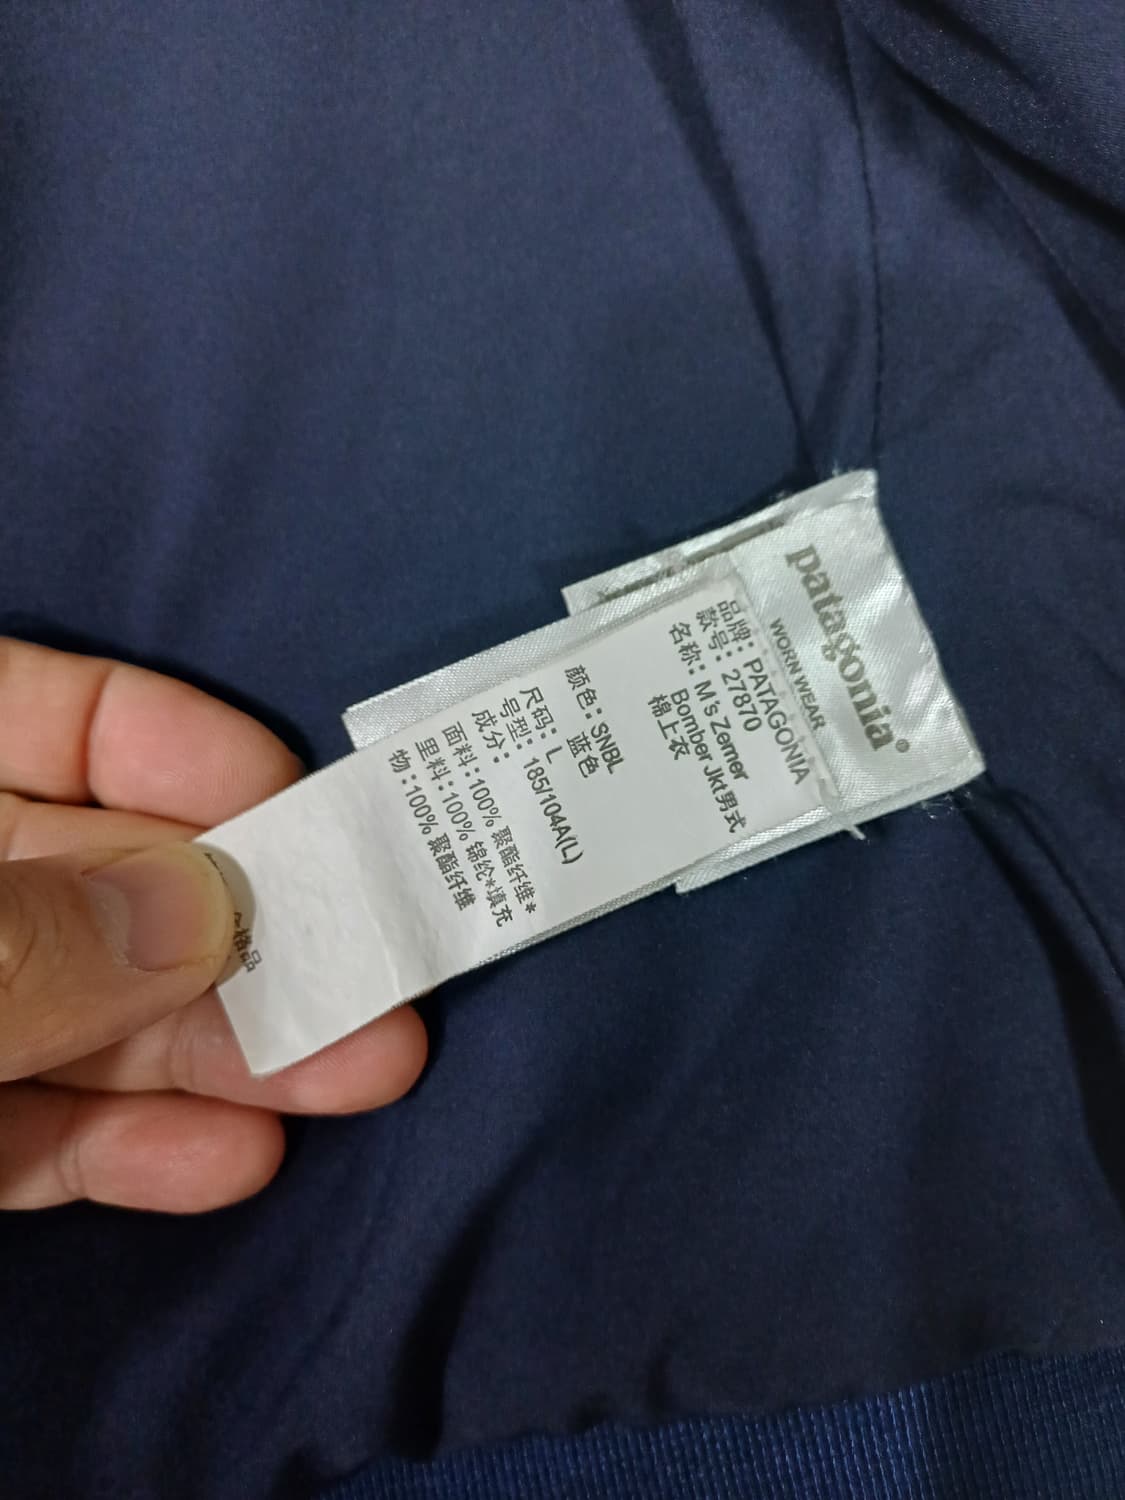 patagonia®
WORN WEAR
品牌：PATAGONIA
款号：27870
名称：M's Zemer
Bomber Jkt男式
棉上衣
颜色：SNBL
蓝色
尺码：L
号型：185/104A(L)
成分：
面料：100% 聚酯纤维*
里料：100% 锦纶*填充
物：100% 聚酯纤维
格品